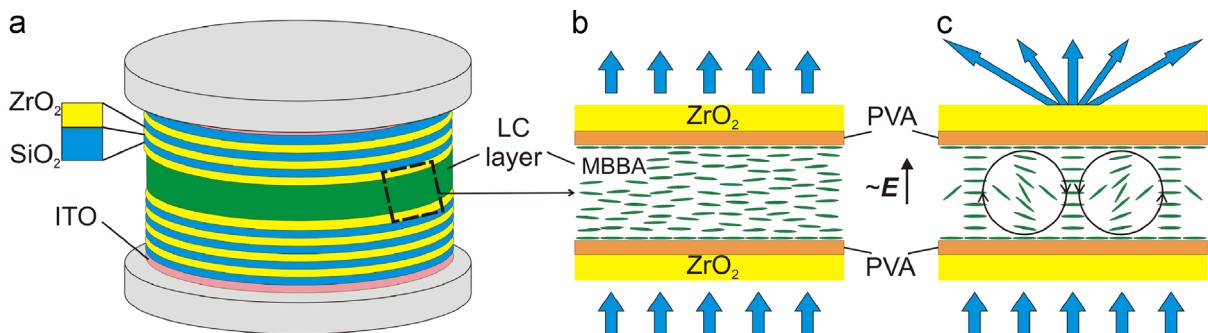 a
ZrO₂
SiO₂
ITO
LC
layer
b
ZrO₂
PVA
MBBA
~E
PVA
ZrO₂
c